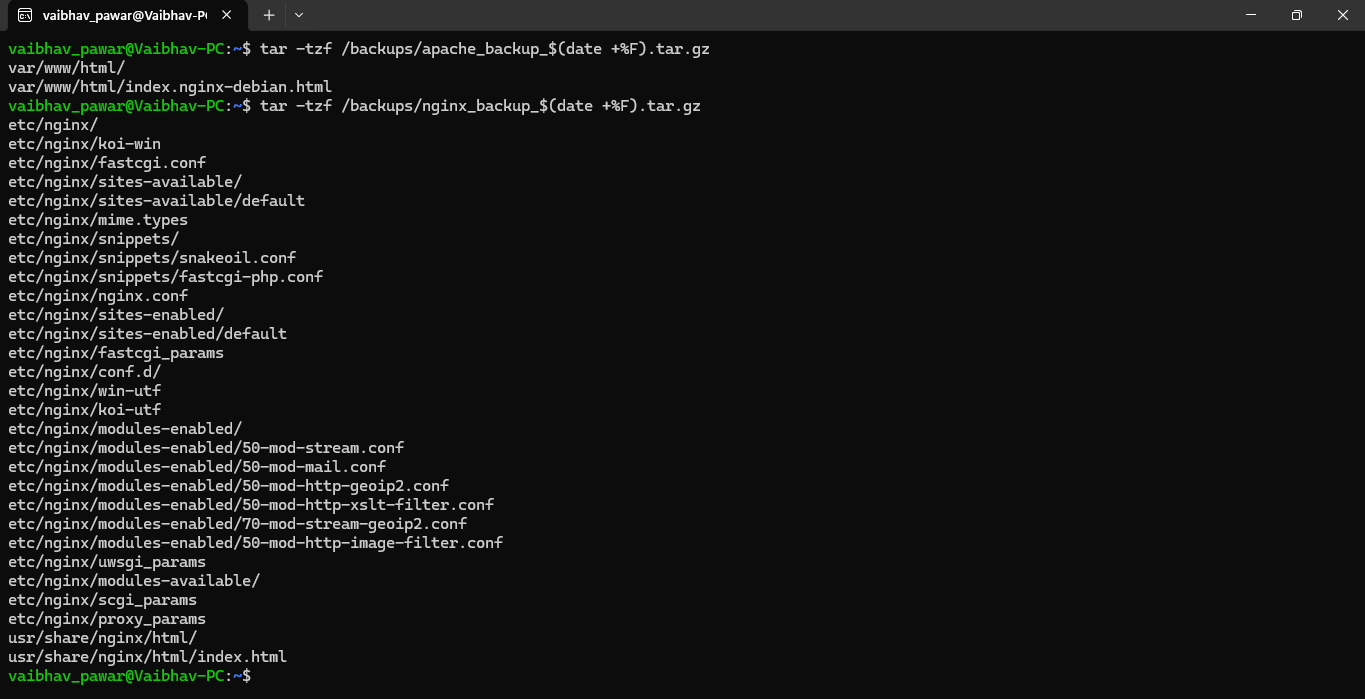 vaibhav_pawar@Vaibhav-P
vaibhav_pawar@Vaibhav-PC:~$ tar -tzf /backups/apache_backup_$(date +%F).tar.gz
var/www/html/
var/www/html/index.nginx-debian.html
vaibhav_pawar@Vaibhav-PC:~$ tar -tzf /backups/nginx_backup_$(date +%F).tar.gz
etc/nginx/
etc/nginx/koi-win
etc/nginx/fastcgi.conf
etc/nginx/sites-available/
etc/nginx/sites-available/default
etc/nginx/mime.types
etc/nginx/snippets/
etc/nginx/snippets/snakeoil.conf
etc/nginx/snippets/fastcgi-php.conf
etc/nginx/nginx.conf
etc/nginx/sites-enabled/
etc/nginx/sites-enabled/default
etc/nginx/fastcgi_params
etc/nginx/conf.d/
etc/nginx/win-utf
etc/nginx/koi-utf
etc/nginx/modules-enabled/
etc/nginx/modules-enabled/50-mod-stream.conf
etc/nginx/modules-enabled/50-mod-mail.conf
etc/nginx/modules-enabled/50-mod-http-geoip2.conf
etc/nginx/modules-enabled/50-mod-http-xslt-filter.conf
etc/nginx/modules-enabled/70-mod-stream-geoip2.conf
etc/nginx/modules-enabled/50-mod-http-image-filter.conf
etc/nginx/uwsgi_params
etc/nginx/modules-available/
etc/nginx/scgi_params
etc/nginx/proxy_params
usr/share/nginx/html/
usr/share/nginx/html/index.html
vaibhav_pawar@Vaibhav-PC:~$